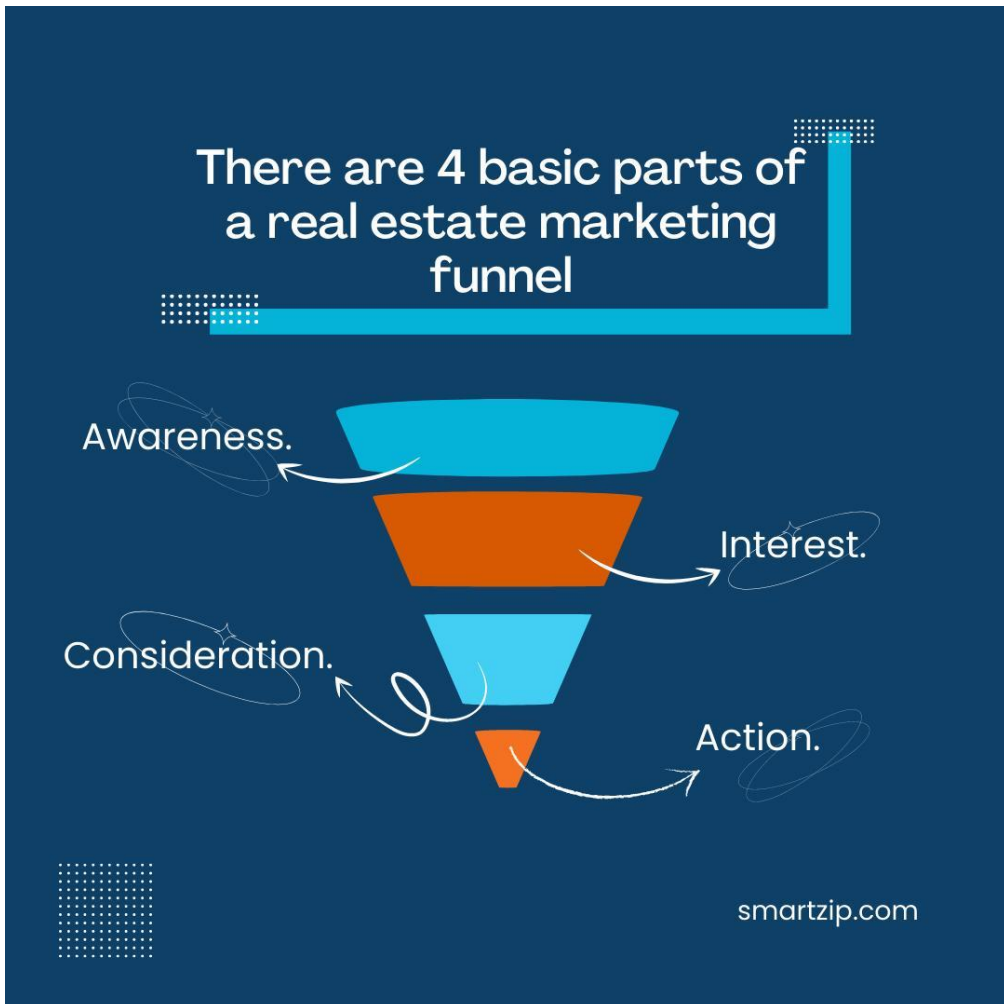 There are 4 basic parts of
a real estate marketing
funnel
Awareness.
Interest.
Consideration.
Action.
smartzip.com